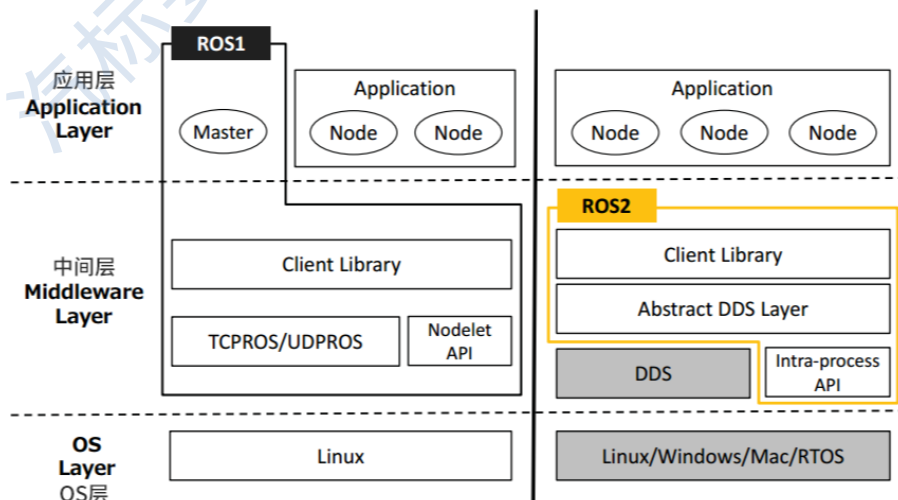 ROS1
应用层
Application
Layer
Master
Application
Node
Node
Application
Node
Node
Node
ROS2
中间层
Middleware
Layer
Client Library
TCPROS/UDPROS
Nodelet
API
Client Library
Abstract DDS Layer
DDS
Intra-process
API
OS
Layer
OS层
Linux
Linux/Windows/Mac/RTOS